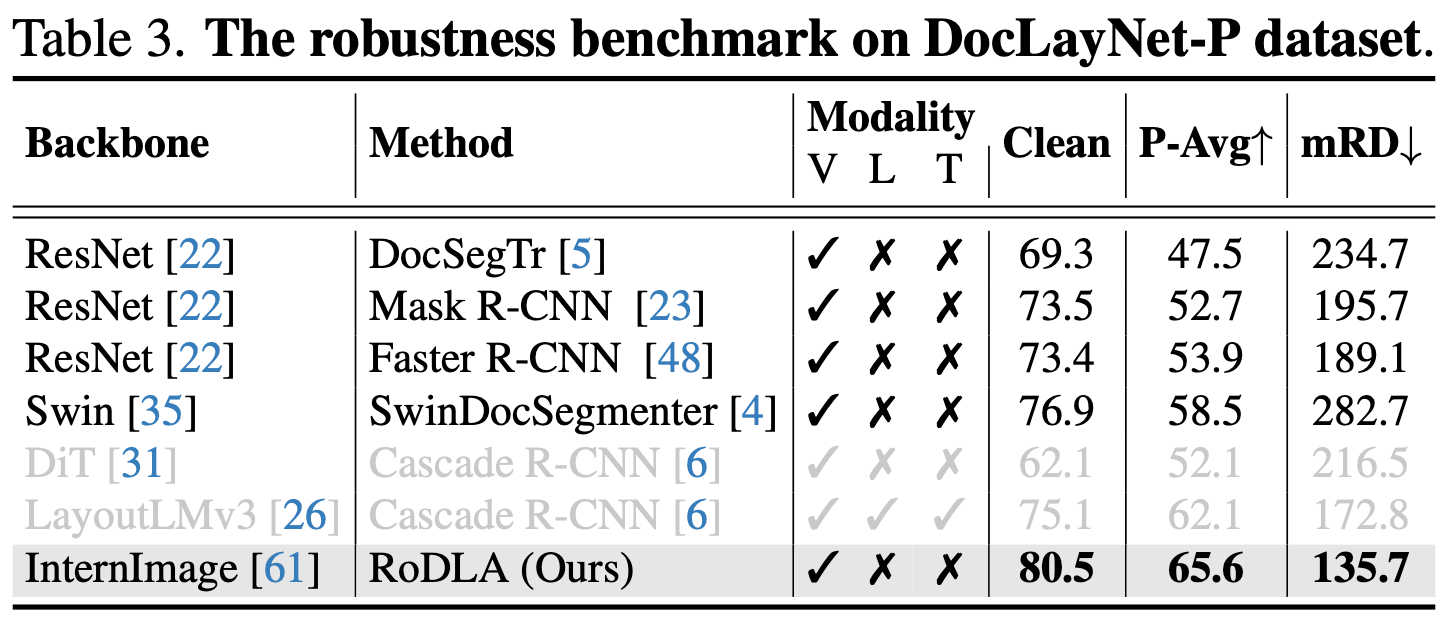 Table 3. The robustness benchmark on DocLayNet-P dataset.
Backbone Method Modality Clean P-Avg↑ mRD↓
V L T
ResNet [22] DocSegTr [5] ✓ ✗ ✗ 69.3 47.5 234.7
ResNet [22] Mask R-CNN [23] ✓ ✗ ✗ 73.5 52.7 195.7
ResNet [22] Faster R-CNN [48] ✓ ✗ ✗ 73.4 53.9 189.1
Swin [35] SwinDocSegmenter [4] ✓ ✗ ✗ 76.9 58.5 282.7
DiT [31] Cascade R-CNN [6] ✓ ✗ ✗ 62.1 52.1 216.5
LayoutLMv3 [26] Cascade R-CNN [6] ✓ ✓ ✓ 75.1 62.1 172.8
InternImage [61] RoDLA (Ours) ✓ ✗ ✗ 80.5 65.6 135.7